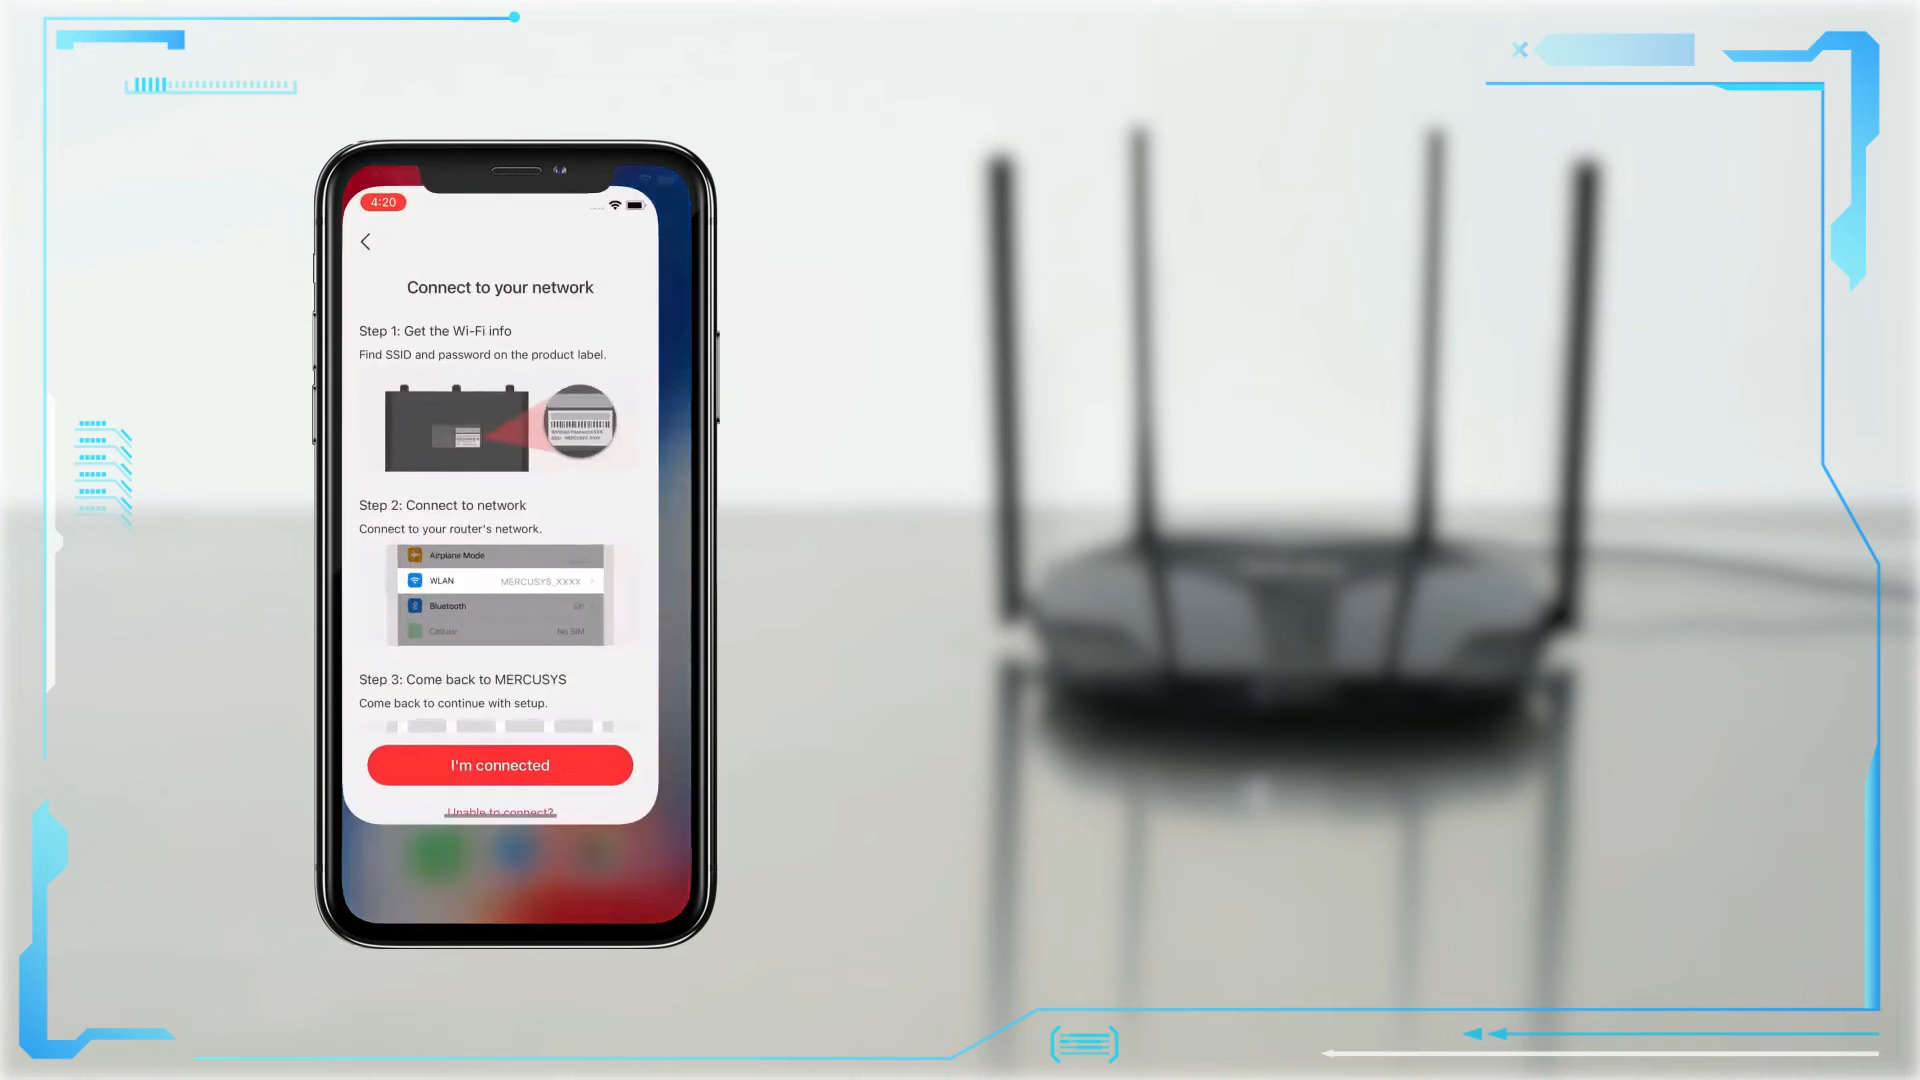 4:20
Connect to your network
Step 1: Get the Wi-Fi info
Find SSID and password on the product label.
Step 2: Connect to network
Connect to your router's network.
Airplane Mode
WLAN MERCUSYS_XXXX
Bluetooth
Cellular No SIM
Step 3: Come back to MERCUSYS
Come back to continue with setup.
I'm connected
Unable to connect?